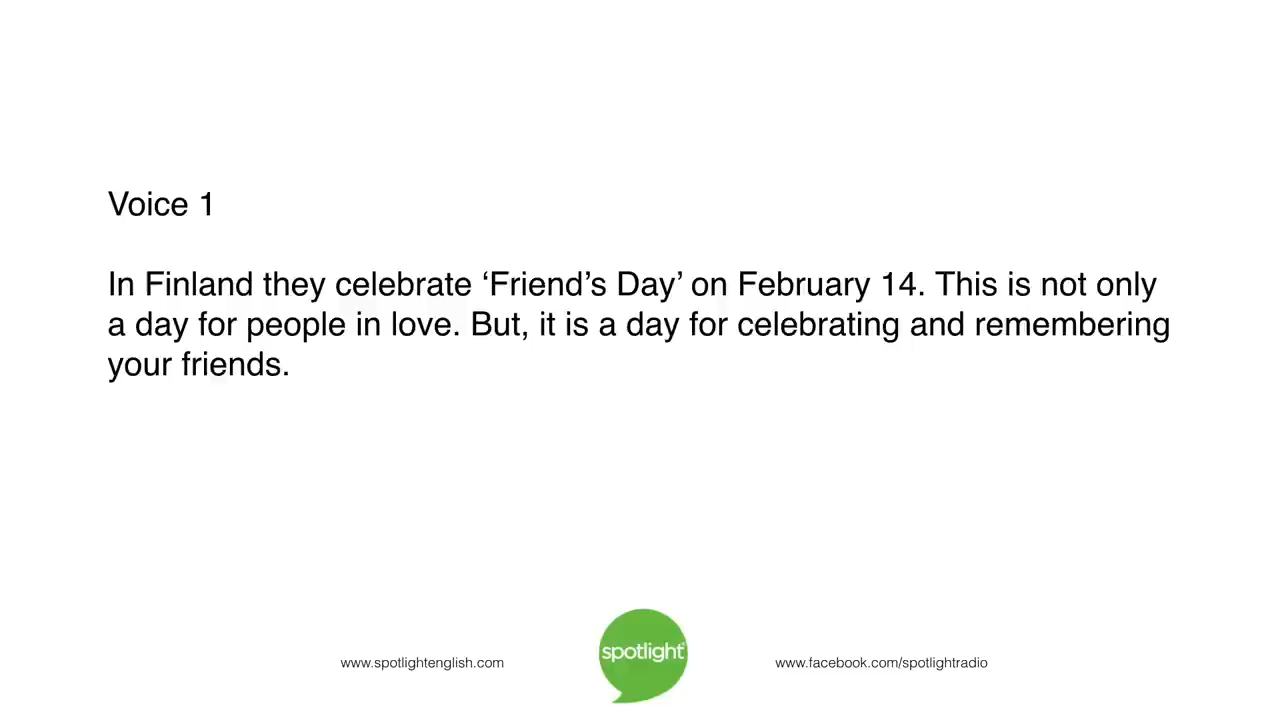 Voice 1
In Finland they celebrate ‘Friend’s Day’ on February 14. This is not only
a day for people in love. But, it is a day for celebrating and remembering
your friends.
www.spotlightenglish.com
spotlight
www.facebook.com/spotlightradio